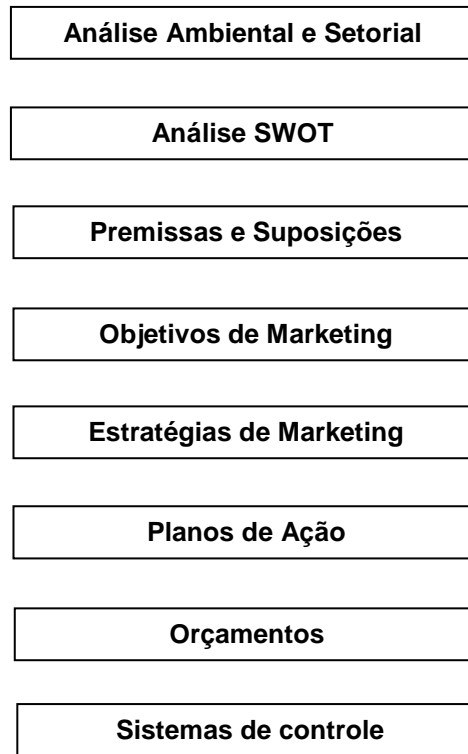 Análise Ambiental e Setorial
Análise SWOT
Premissas e Suposições
Objetivos de Marketing
Estratégias de Marketing
Planos de Ação
Orçamentos
Sistemas de controle